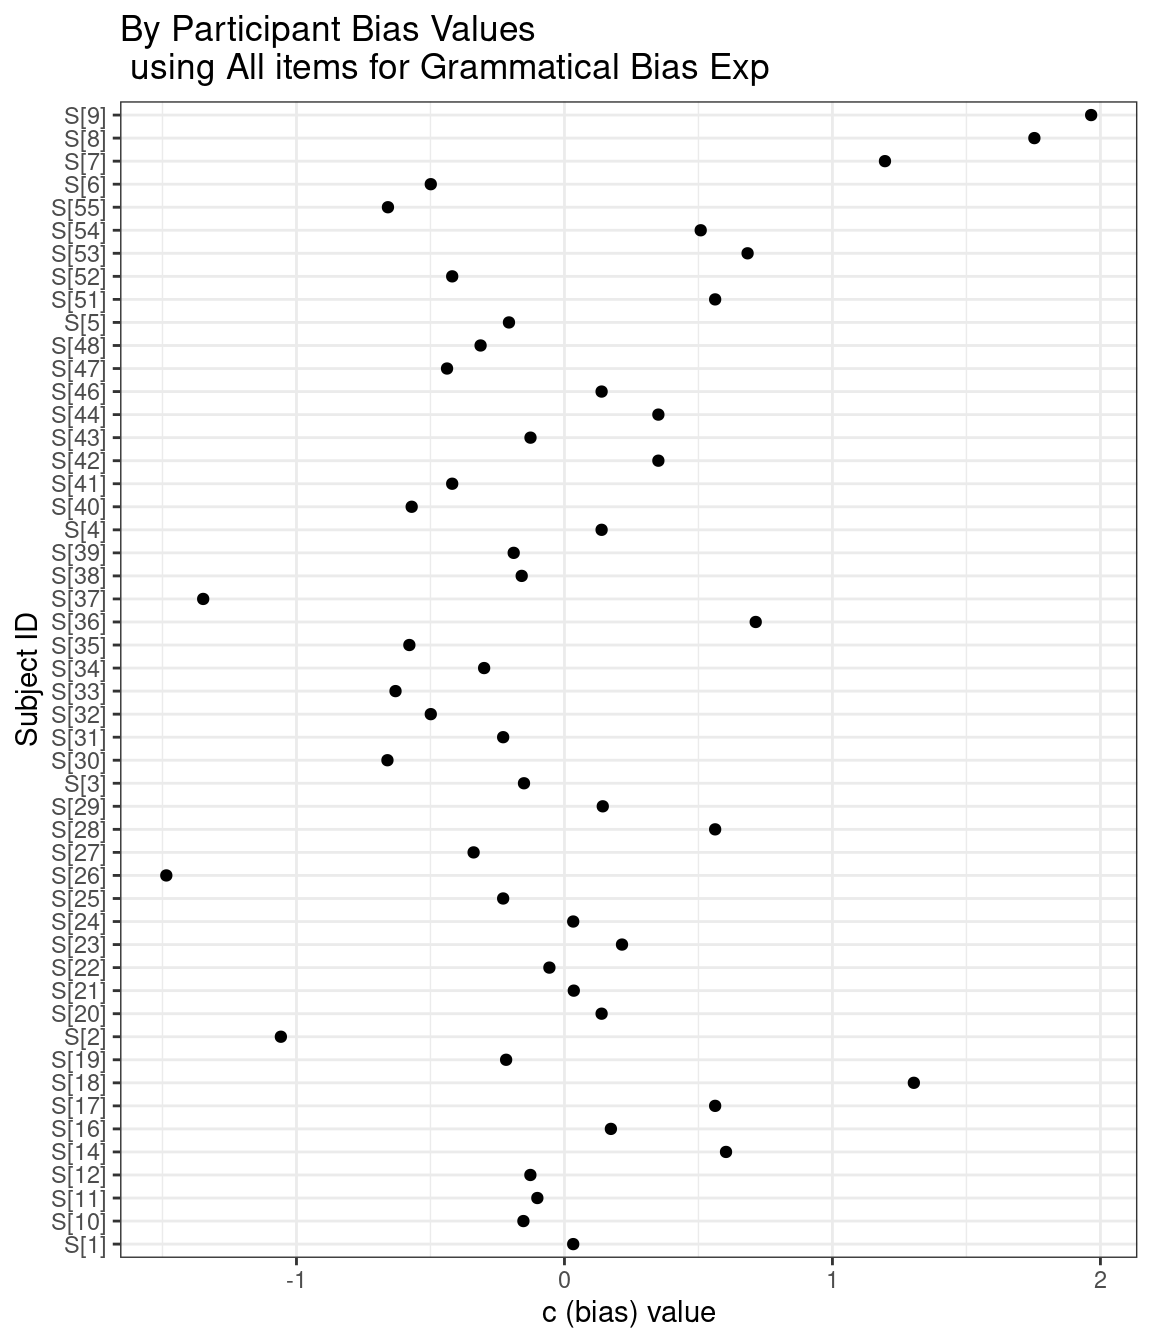 By Participant Bias Values
using All items for Grammatical Bias Exp
S[9]
S[8]
S[7]
S[6]
S[55]
S[54]
S[53]
S[52]
S[51]
S[5]
S[48]
S[47]
S[46]
S[44]
S[43]
S[42]
S[41]
S[40]
S[4]
S[39]
S[38]
S[37]
S[36]
S[35]
S[34]
S[33]
S[32]
S[31]
S[30]
S[3]
S[29]
S[28]
S[27]
S[26]
S[25]
S[24]
S[23]
S[22]
S[21]
S[20]
S[2]
S[19]
S[18]
S[17]
S[16]
S[14]
S[12]
S[11]
S[10]
S[1]
Subject ID
-1 0 1 2
c (bias) value